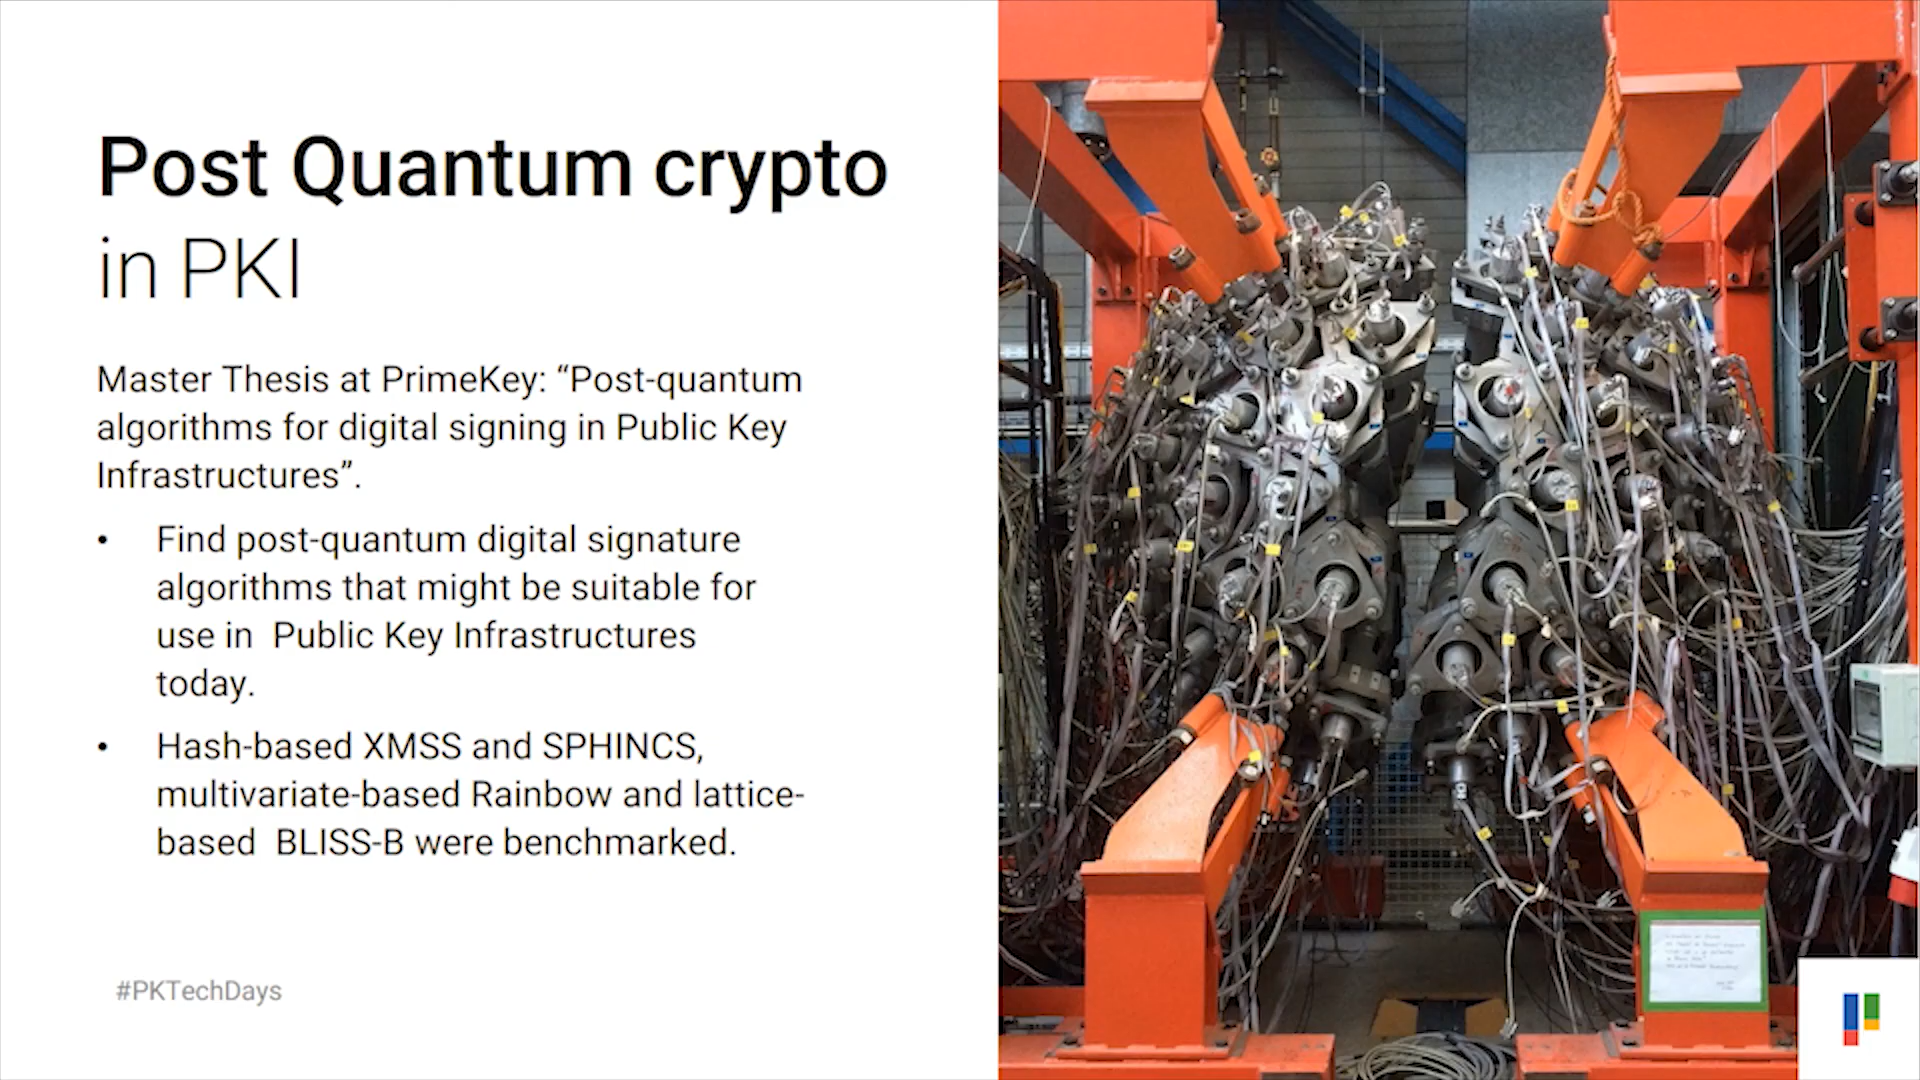 Post Quantum crypto
in PKI
Master Thesis at PrimeKey: “Post-quantum
algorithms for digital signing in Public Key
Infrastructures”.
• Find post-quantum digital signature
algorithms that might be suitable for
use in  Public Key Infrastructures
today.
• Hash-based XMSS and SPHINCS,
multivariate-based Rainbow and lattice-
based  BLISS-B were benchmarked.
#PKTechDays